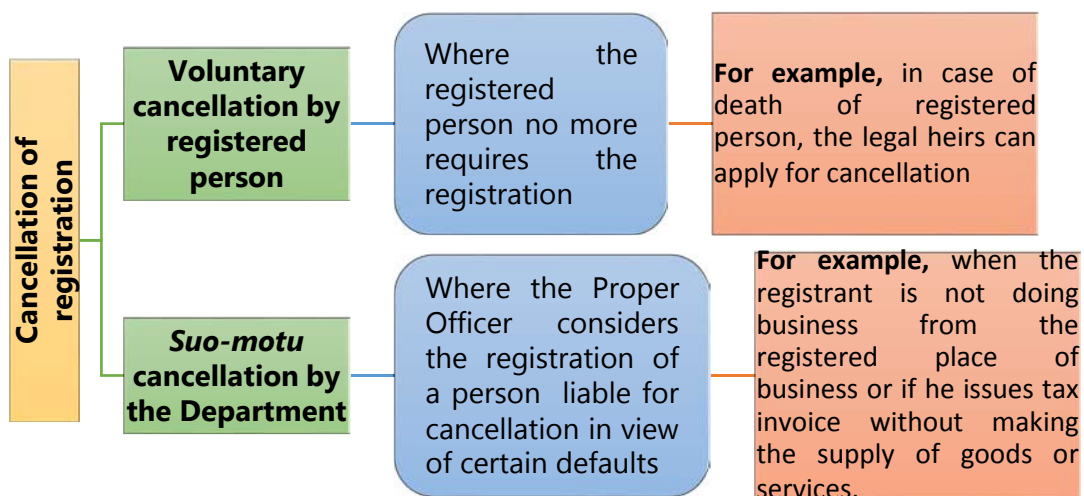 Cancellation of
registration
Voluntary
cancellation by
registered
person
Where the
registered
person no more
requires the
registration
For example, in case of
death of registered
person, the legal heirs can
apply for cancellation
Suo-motu
cancellation by
the Department
Where the Proper
Officer considers
the registration of
a person liable for
cancellation in view
of certain defaults
For example, when the
registrant is not doing
business from the
registered place of
business or if he issues tax
invoice without making
the supply of goods or
services.